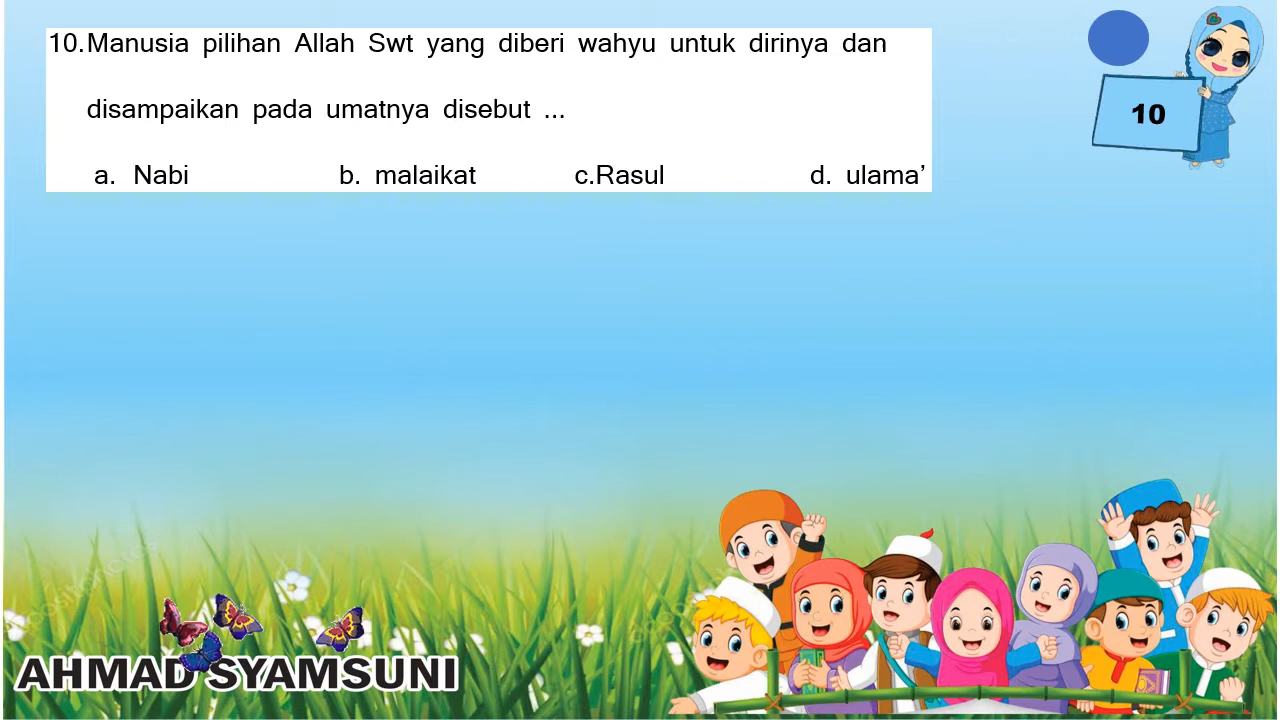 10.Manusia pilihan Allah Swt yang diberi wahyu untuk dirinya dan
disampaikan pada umatnya disebut ...
a. Nabi b. malaikat c.Rasul d. ulama’
10
AHMAD SYAMSUNI